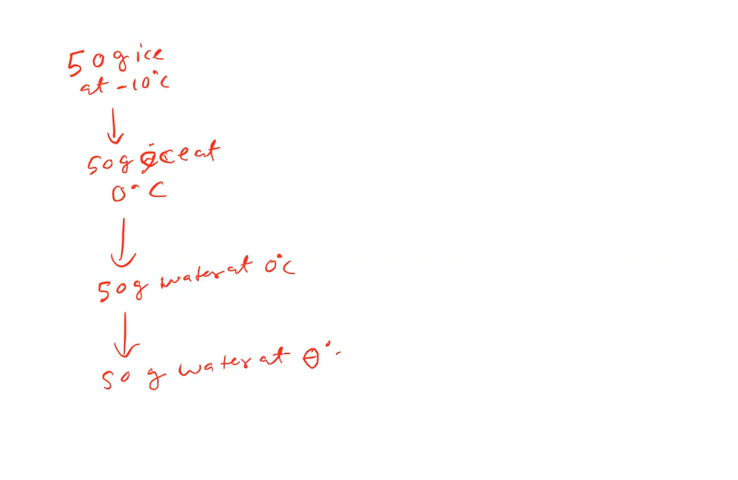 50g ice
at -10°C
50g ice at
0°C
50g water at 0°C
50 g water at θ°